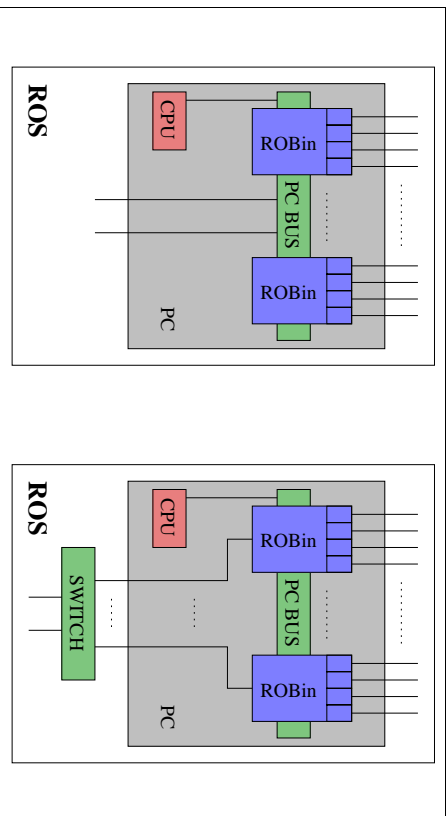 ROS
CPU
ROBin
PC BUS
ROBin
PC
ROS
CPU
ROBin
PC BUS
ROBin
SWITCH
PC